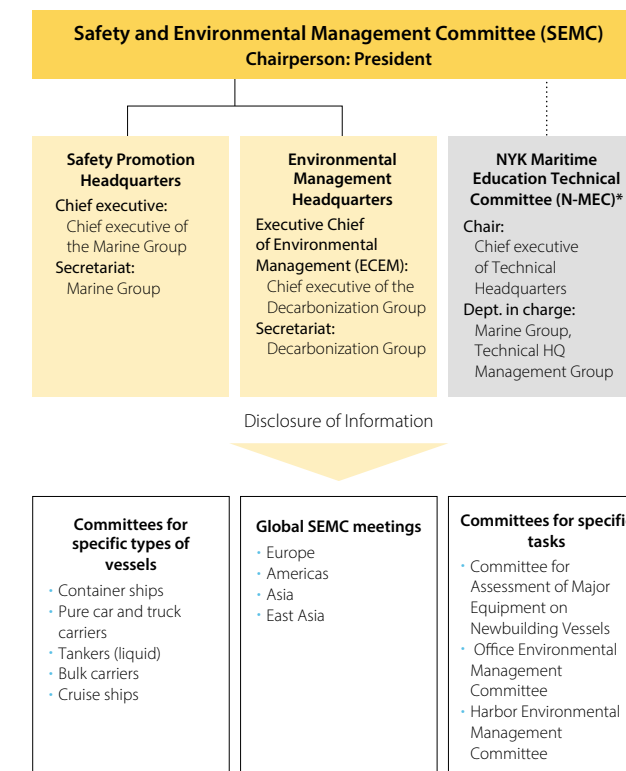 Safety and Environmental Management Committee (SEMC)
Chairperson: President
Safety Promotion
Headquarters
Chief executive:
Chief executive of
the Marine Group
Secretariat:
Marine Group
Environmental
Management
Headquarters
Executive Chief
of Environmental
Management (ECEM):
Chief executive of the
Decarbonization Group
Secretariat:
Decarbonization Group
NYK Maritime
Education Technical
Committee (N-MEC)*
Chair:
Chief executive
of Technical
Headquarters
Dept. in charge:
Marine Group,
Technical HQ
Management Group
Disclosure of Information
Committees for
specific types of
vessels
· Container ships
· Pure car and truck
carriers
· Tankers (liquid)
· Bulk carriers
· Cruise ships
Global SEMC meetings
· Europe
· Americas
· Asia
· East Asia
Committees for specific
tasks
· Committee for
Assessment of Major
Equipment on
Newbuilding Vessels
· Office Environmental
Management
Committee
· Harbor Environmental
Management
Committee